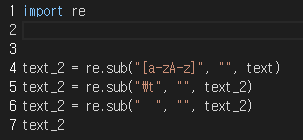 1 import re
2
3
4 text_2 = re.sub("[a-zA-z]", "", text)
5 text_2 = re.sub("₩t", "", text_2)
6 text_2 = re.sub("  ", "", text_2)
7 text_2